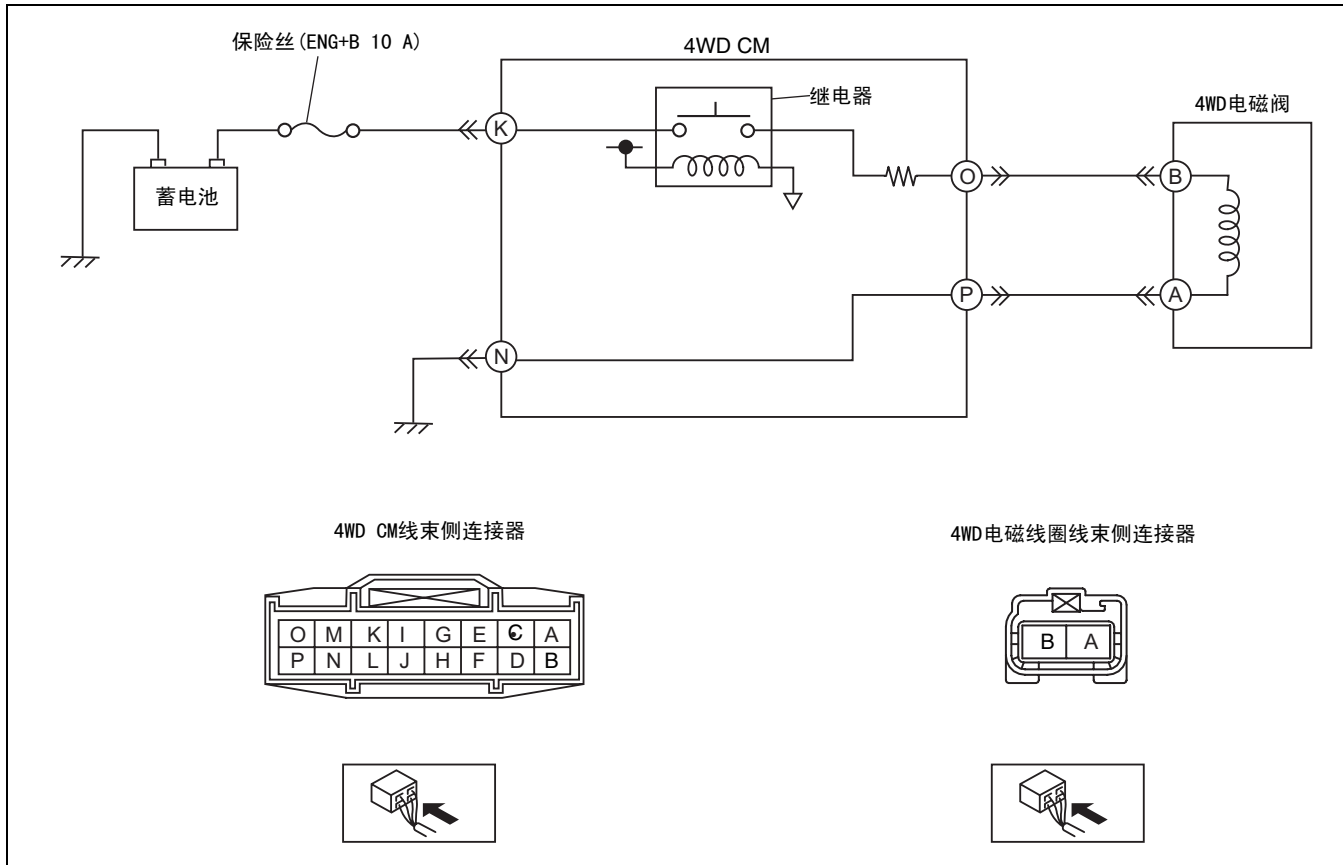 保险丝(ENG+B 10 A)
4WD CM
继电器
4WD电磁阀
K
O
B
蓄电池
P
A
N
4WD CM线束侧连接器
4WD电磁线圈线束侧连接器
O M K I G E C A
P N L J H F D B
B A